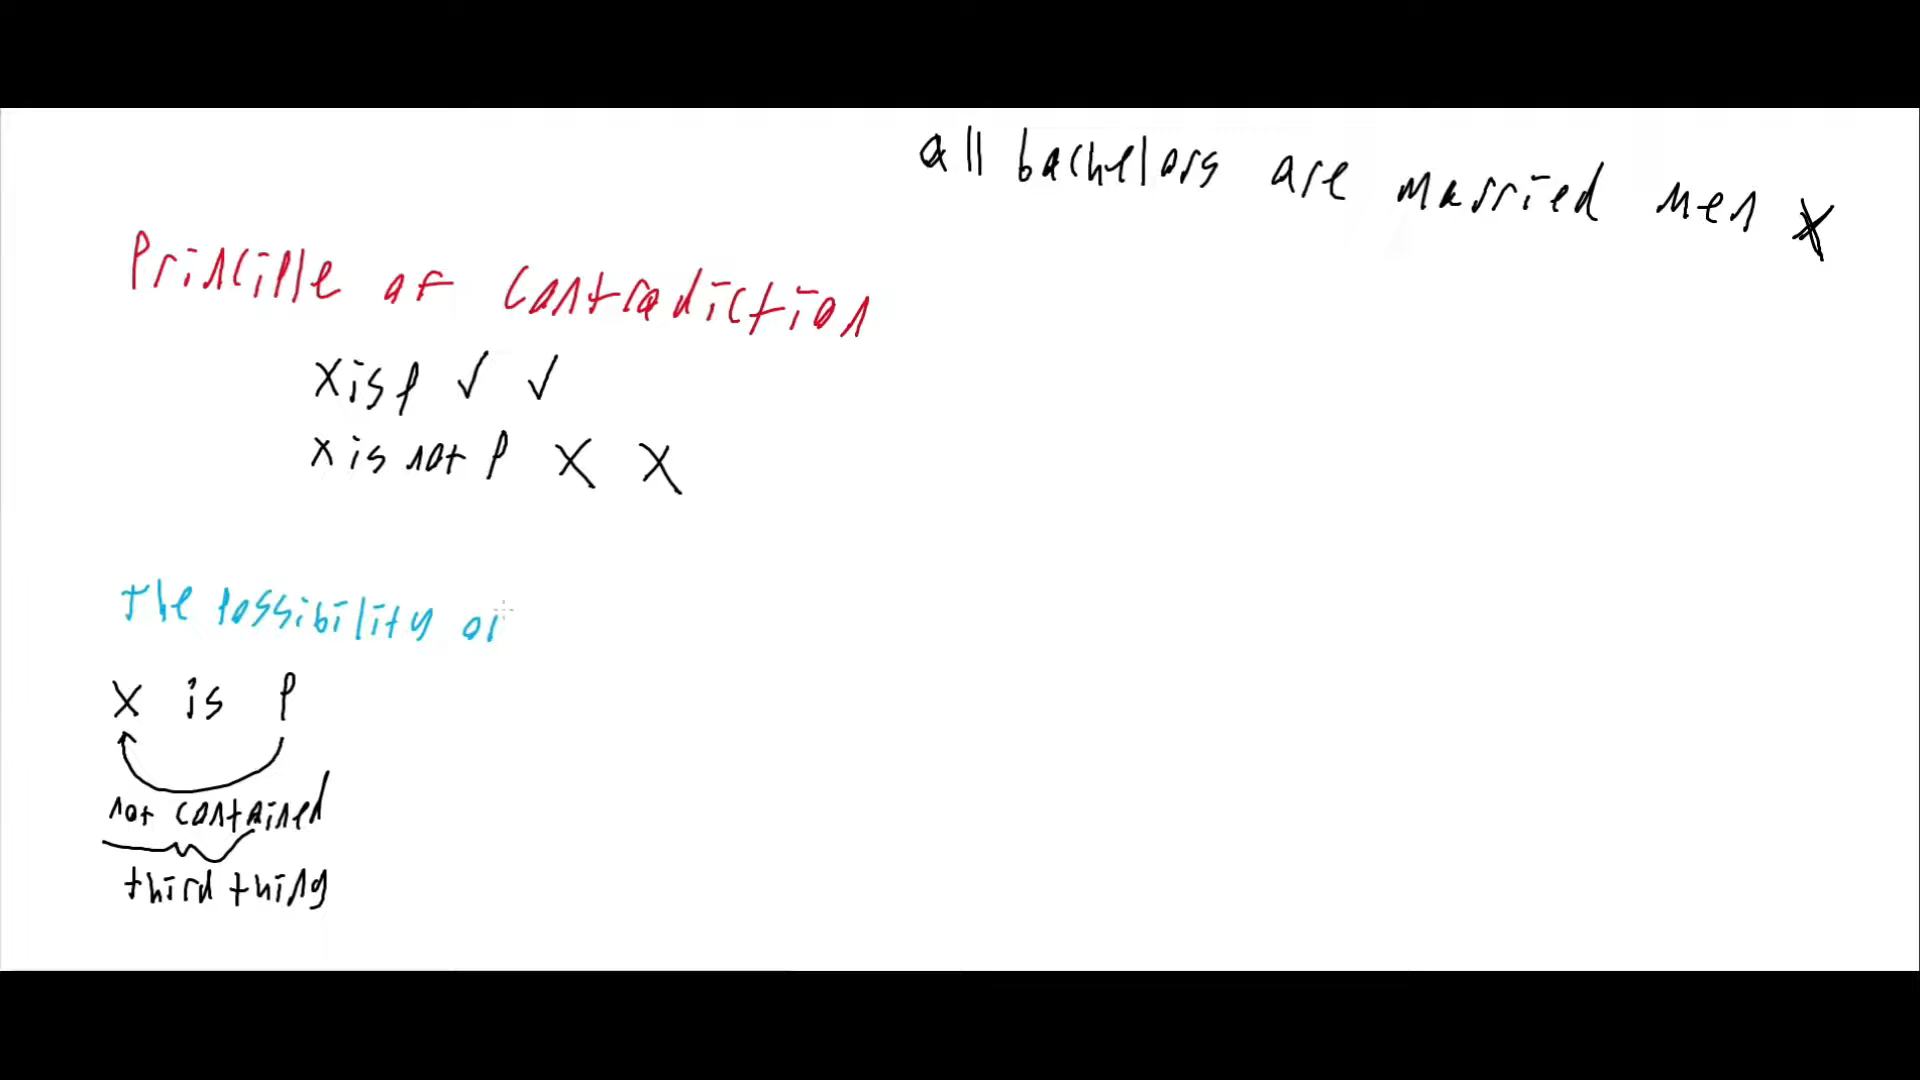 all bachelors are married men X
Principle of Contradiction
X is P ✓ ✓
X is not P X X
The Possibility of
X is P
not contained
third thing